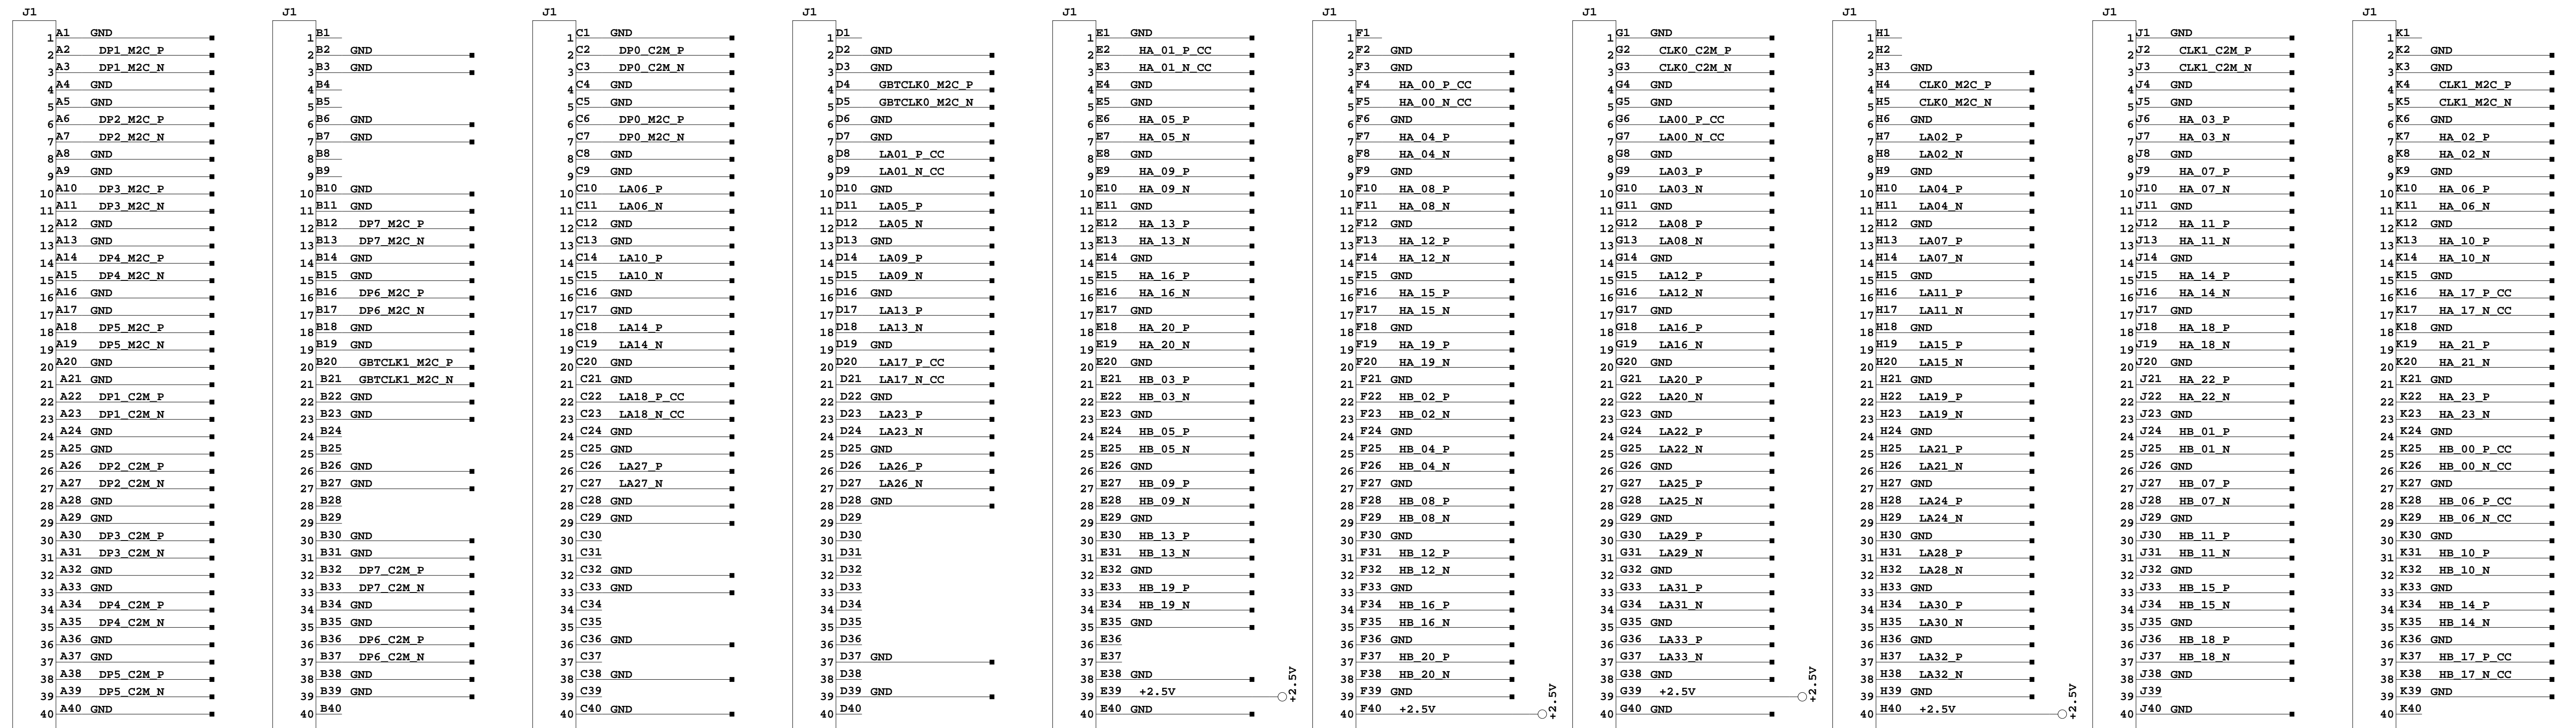 J1
1 A1 GND
2 A2 DP1_M2C_P
3 A3 DP1_M2C_N
4 A4 GND
5 A5 GND
6 A6 DP2_M2C_P
7 A7 DP2_M2C_N
8 A8 GND
9 A9 GND
10 A10 DP3_M2C_P
11 A11 DP3_M2C_N
12 A12 GND
13 A13 GND
14 A14 DP4_M2C_P
15 A15 DP4_M2C_N
16 A16 GND
17 A17 GND
18 A18 DP5_M2C_P
19 A19 DP5_M2C_N
20 A20 GND
21 A21 GND
22 A22 DP1_C2M_P
23 A23 DP1_C2M_N
24 A24 GND
25 A25 GND
26 A26 DP2_C2M_P
27 A27 DP2_C2M_N
28 A28 GND
29 A29 GND
30 A30 DP3_C2M_P
31 A31 DP3_C2M_N
32 A32 GND
33 A33 GND
34 A34 DP4_C2M_P
35 A35 DP4_C2M_N
36 A36 GND
37 A37 GND
38 A38 DP5_C2M_P
39 A39 DP5_C2M_N
40 A40 GND
J1
1 B1
2 B2 GND
3 B3 GND
4 B4
5 B5
6 B6 GND
7 B7 GND
8 B8
9 B9
10 B10 GND
11 B11 GND
12 B12 DP7_M2C_P
13 B13 DP7_M2C_N
14 B14 GND
15 B15 GND
16 B16 DP6_M2C_P
17 B17 DP6_M2C_N
18 B18 GND
19 B19 GND
20 B20 GBTCLK1_M2C_P
21 B21 GBTCLK1_M2C_N
22 B22 GND
23 B23 GND
24 B24
25 B25
26 B26 GND
27 B27 GND
28 B28
29 B29
30 B30 GND
31 B31 GND
32 B32 DP7_C2M_P
33 B33 DP7_C2M_N
34 B34 GND
35 B35 GND
36 B36 DP6_C2M_P
37 B37 DP6_C2M_N
38 B38 GND
39 B39 GND
40 B40
J1
1 C1 GND
2 C2 DP0_C2M_P
3 C3 DP0_C2M_N
4 C4 GND
5 C5 GND
6 C6 DP0_M2C_P
7 C7 DP0_M2C_N
8 C8 GND
9 C9 GND
10 C10 LA06_P
11 C11 LA06_N
12 C12 GND
13 C13 GND
14 C14 LA10_P
15 C15 LA10_N
16 C16 GND
17 C17 GND
18 C18 LA14_P
19 C19 LA14_N
20 C20 GND
21 C21 GND
22 C22 LA18_P_CC
23 C23 LA18_N_CC
24 C24 GND
25 C25 GND
26 C26 LA27_P
27 C27 LA27_N
28 C28 GND
29 C29 GND
30 C30
31 C31
32 C32 GND
33 C33 GND
34 C34
35 C35
36 C36 GND
37 C37
38 C38 GND
39 C39
40 C40 GND
J1
1 D1
2 D2 GND
3 D3 GND
4 D4 GBTCLK0_M2C_P
5 D5 GBTCLK0_M2C_N
6 D6 GND
7 D7 GND
8 D8 LA01_P_CC
9 D9 LA01_N_CC
10 D10 GND
11 D11 LA05_P
12 D12 LA05_N
13 D13 GND
14 D14 LA09_P
15 D15 LA09_N
16 D16 GND
17 D17 LA13_P
18 D18 LA13_N
19 D19 GND
20 D20 LA17_P_CC
21 D21 LA17_N_CC
22 D22 GND
23 D23 LA23_P
24 D24 LA23_N
25 D25 GND
26 D26 LA26_P
27 D27 LA26_N
28 D28 GND
29 D29
30 D30
31 D31
32 D32
33 D33
34 D34
35 D35
36 D36
37 D37 GND
38 D38
39 D39 GND
40 D40
J1
1 E1 GND
2 E2 HA_01_P_CC
3 E3 HA_01_N_CC
4 E4 GND
5 E5 GND
6 E6 HA_05_P
7 E7 HA_05_N
8 E8 GND
9 E9 HA_09_P
10 E10 HA_09_N
11 E11 GND
12 E12 HA_13_P
13 E13 HA_13_N
14 E14 GND
15 E15 HA_16_P
16 E16 HA_16_N
17 E17 GND
18 E18 HA_20_P
19 E19 HA_20_N
20 E20 GND
21 E21 HB_03_P
22 E22 HB_03_N
23 E23 GND
24 E24 HB_05_P
25 E25 HB_05_N
26 E26 GND
27 E27 HB_09_P
28 E28 HB_09_N
29 E29 GND
30 E30 HB_13_P
31 E31 HB_13_N
32 E32 GND
33 E33 HB_19_P
34 E34 HB_19_N
35 E35 GND
36 E36
37 E37
38 E38 GND
39 E39 +2.5V +2.5V
40 E40 GND
J1
1 F1
2 F2 GND
3 F3 GND
4 F4 HA_00_P_CC
5 F5 HA_00_N_CC
6 F6 GND
7 F7 HA_04_P
8 F8 HA_04_N
9 F9 GND
10 F10 HA_08_P
11 F11 HA_08_N
12 F12 GND
13 F13 HA_12_P
14 F14 HA_12_N
15 F15 GND
16 F16 HA_15_P
17 F17 HA_15_N
18 F18 GND
19 F19 HA_19_P
20 F20 HA_19_N
21 F21 GND
22 F22 HB_02_P
23 F23 HB_02_N
24 F24 GND
25 F25 HB_04_P
26 F26 HB_04_N
27 F27 GND
28 F28 HB_08_P
29 F29 HB_08_N
30 F30 GND
31 F31 HB_12_P
32 F32 HB_12_N
33 F33 GND
34 F34 HB_16_P
35 F35 HB_16_N
36 F36 GND
37 F37 HB_20_P
38 F38 HB_20_N
39 F39 GND
40 F40 +2.5V +2.5V
J1
1 G1 GND
2 G2 CLK0_C2M_P
3 G3 CLK0_C2M_N
4 G4 GND
5 G5 GND
6 G6 LA00_P_CC
7 G7 LA00_N_CC
8 G8 GND
9 G9 LA03_P
10 G10 LA03_N
11 G11 GND
12 G12 LA08_P
13 G13 LA08_N
14 G14 GND
15 G15 LA12_P
16 G16 LA12_N
17 G17 GND
18 G18 LA16_P
19 G19 LA16_N
20 G20 GND
21 G21 LA20_P
22 G22 LA20_N
23 G23 GND
24 G24 LA22_P
25 G25 LA22_N
26 G26 GND
27 G27 LA25_P
28 G28 LA25_N
29 G29 GND
30 G30 LA29_P
31 G31 LA29_N
32 G32 GND
33 G33 LA31_P
34 G34 LA31_N
35 G35 GND
36 G36 LA33_P
37 G37 LA33_N
38 G38 GND
39 G39 +2.5V +2.5V
40 G40 GND
J1
1 H1
2 H2
3 H3 GND
4 H4 CLK0_M2C_P
5 H5 CLK0_M2C_N
6 H6 GND
7 H7 LA02_P
8 H8 LA02_N
9 H9 GND
10 H10 LA04_P
11 H11 LA04_N
12 H12 GND
13 H13 LA07_P
14 H14 LA07_N
15 H15 GND
16 H16 LA11_P
17 H17 LA11_N
18 H18 GND
19 H19 LA15_P
20 H20 LA15_N
21 H21 GND
22 H22 LA19_P
23 H23 LA19_N
24 H24 GND
25 H25 LA21_P
26 H26 LA21_N
27 H27 GND
28 H28 LA24_P
29 H29 LA24_N
30 H30 GND
31 H31 LA28_P
32 H32 LA28_N
33 H33 GND
34 H34 LA30_P
35 H35 LA30_N
36 H36 GND
37 H37 LA32_P
38 H38 LA32_N
39 H39 GND
40 H40 +2.5V +2.5V
J1
1 J1 GND
2 J2 CLK1_C2M_P
3 J3 CLK1_C2M_N
4 J4 GND
5 J5 GND
6 J6 HA_03_P
7 J7 HA_03_N
8 J8 GND
9 J9 HA_07_P
10 J10 HA_07_N
11 J11 GND
12 J12 HA_11_P
13 J13 HA_11_N
14 J14 GND
15 J15 HA_14_P
16 J16 HA_14_N
17 J17 GND
18 J18 HA_18_P
19 J19 HA_18_N
20 J20 GND
21 J21 HA_22_P
22 J22 HA_22_N
23 J23 GND
24 J24 HB_01_P
25 J25 HB_01_N
26 J26 GND
27 J27 HB_07_P
28 J28 HB_07_N
29 J29 GND
30 J30 HB_11_P
31 J31 HB_11_N
32 J32 GND
33 J33 HB_15_P
34 J34 HB_15_N
35 J35 GND
36 J36 HB_18_P
37 J37 HB_18_N
38 J38 GND
39 J39
40 J40 GND
J1
1 K1
2 K2 GND
3 K3 GND
4 K4 CLK1_M2C_P
5 K5 CLK1_M2C_N
6 K6 GND
7 K7 HA_02_P
8 K8 HA_02_N
9 K9 GND
10 K10 HA_06_P
11 K11 HA_06_N
12 K12 GND
13 K13 HA_10_P
14 K14 HA_10_N
15 K15 GND
16 K16 HA_17_P_CC
17 K17 HA_17_N_CC
18 K18 GND
19 K19 HA_21_P
20 K20 HA_21_N
21 K21 GND
22 K22 HA_23_P
23 K23 HA_23_N
24 K24 GND
25 K25 HB_00_P_CC
26 K26 HB_00_N_CC
27 K27 GND
28 K28 HB_06_P_CC
29 K29 HB_06_N_CC
30 K30 GND
31 K31 HB_10_P
32 K32 HB_10_N
33 K33 GND
34 K34 HB_14_P
35 K35 HB_14_N
36 K36 GND
37 K37 HB_17_P_CC
38 K38 HB_17_N_CC
39 K39 GND
40 K40